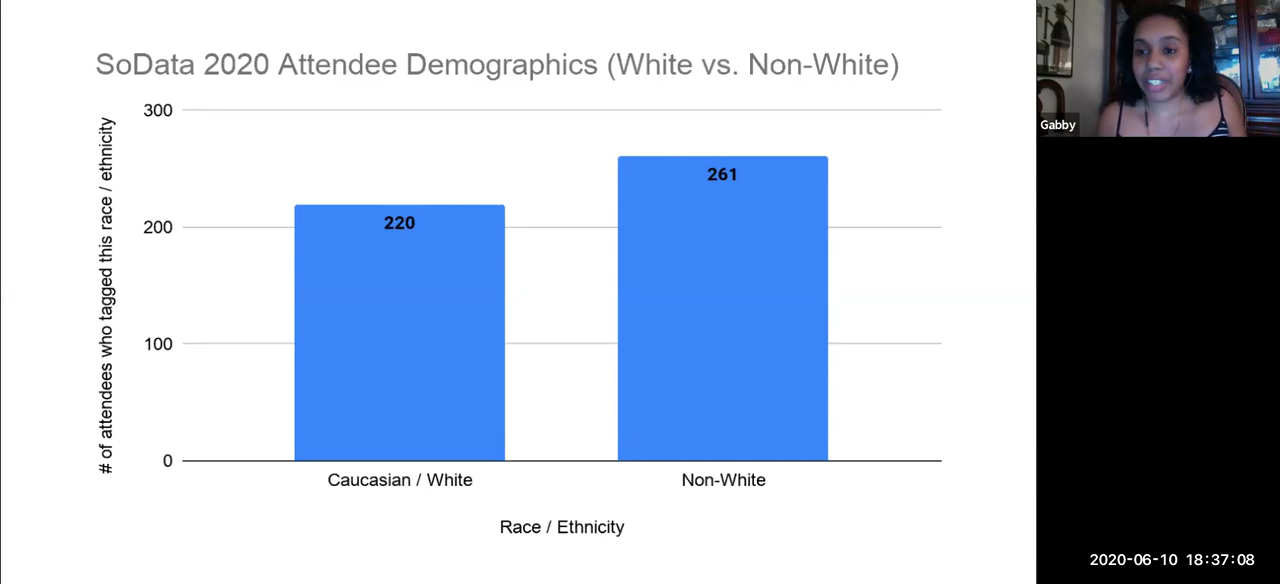 SoData 2020 Attendee Demographics (White vs. Non-White)
# of attendees who tagged this race / ethnicity
300
200
100
0
220
261
Caucasian / White
Non-White
Race / Ethnicity
Gabby
2020-06-10 18:37:08